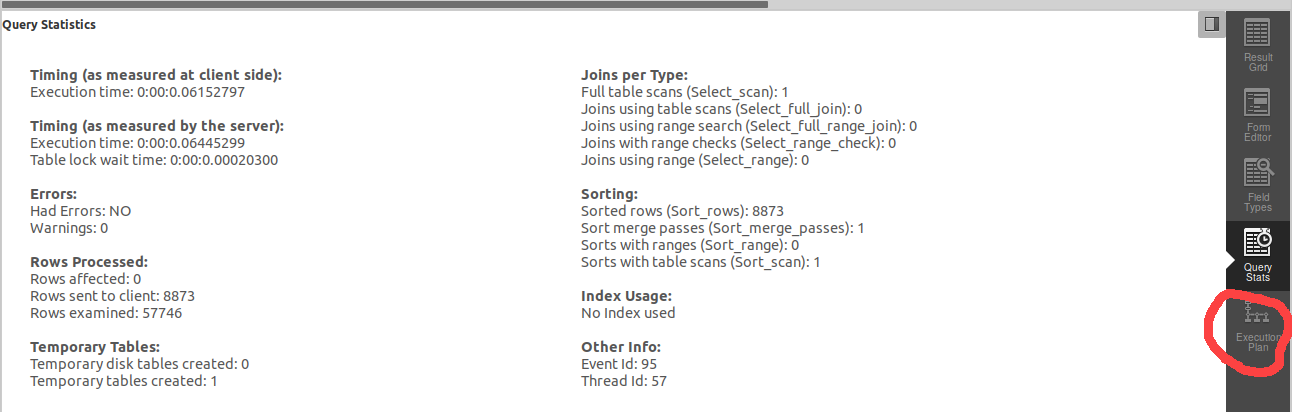 Query Statistics
Timing (as measured at client side):
Execution time: 0:00:0.06152797
Timing (as measured by the server):
Execution time: 0:00:0.06445299
Table lock wait time: 0:00:0.00020300
Errors:
Had Errors: NO
Warnings: 0
Rows Processed:
Rows affected: 0
Rows sent to client: 8873
Rows examined: 57746
Temporary Tables:
Temporary disk tables created: 0
Temporary tables created: 1
Joins per Type:
Full table scans (Select_scan): 1
Joins using table scans (Select_full_join): 0
Joins using range search (Select_full_range_join): 0
Joins with range checks (Select_range_check): 0
Joins using range (Select_range): 0
Sorting:
Sorted rows (Sort_rows): 8873
Sort merge passes (Sort_merge_passes): 1
Sorts with ranges (Sort_range): 0
Sorts with table scans (Sort_scan): 1
Index Usage:
No Index used
Other Info:
Event Id: 95
Thread Id: 57
Result
Grid
Form
Editor
Field
Types
Query
Stats
Execution
Plan